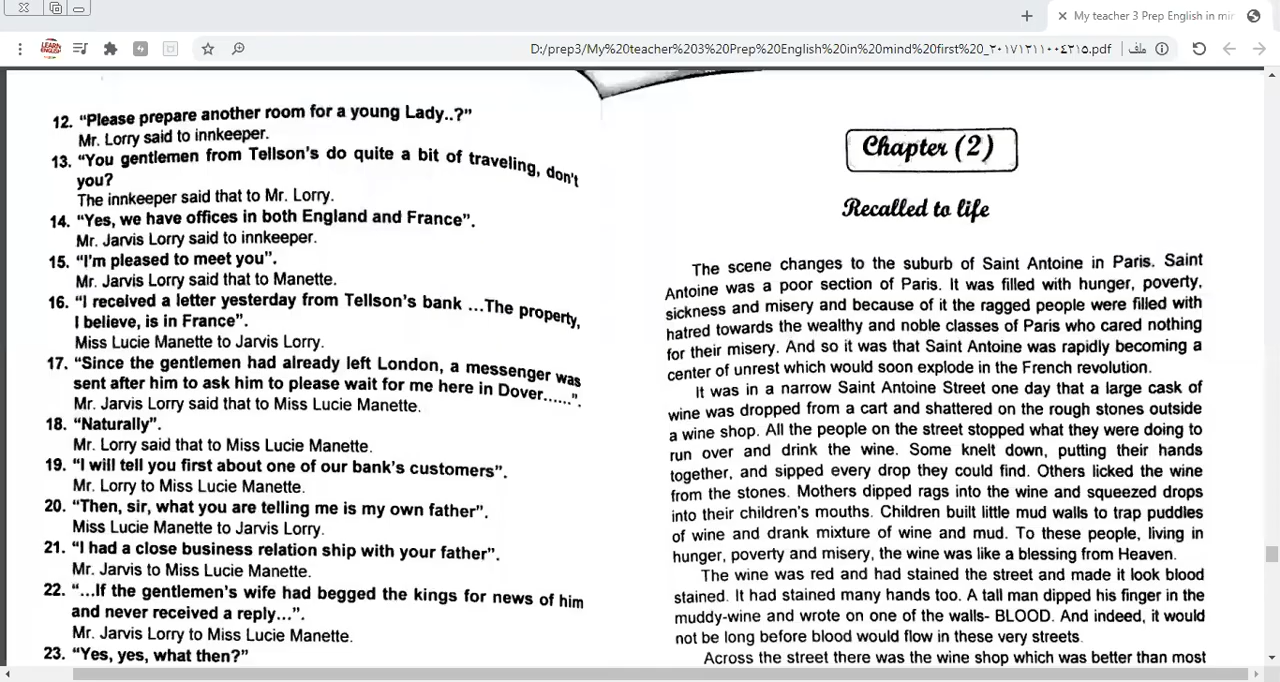 My teacher 3 Prep English in mir
D:/prep3/My%20teacher%203%20Prep%20English%20in%20mind%20first%20_٢٠١٧١٢١١٠٠٤٢١٥.pdf
ملف
12. “Please prepare another room for a young Lady..?”
Mr. Lorry said to innkeeper.
13. “You gentlemen from Tellson's do quite a bit of traveling, don't
you?
The innkeeper said that to Mr. Lorry.
14. “Yes, we have offices in both England and France”.
Mr. Jarvis Lorry said to innkeeper.
15. “I'm pleased to meet you”.
Mr. Jarvis Lorry said that to Manette.
16. “I received a letter yesterday from Tellson's bank ...The property,
I believe, is in France”.
Miss Lucie Manette to Jarvis Lorry.
17. “Since the gentlemen had already left London, a messenger was
sent after him to ask him to please wait for me here in Dover......”.
Mr. Jarvis Lorry said that to Miss Lucie Manette.
18. “Naturally”.
Mr. Lorry said that to Miss Lucie Manette.
19. “I will tell you first about one of our bank's customers”.
Mr. Lorry to Miss Lucie Manette.
20. “Then, sir, what you are telling me is my own father”.
Miss Lucie Manette to Jarvis Lorry.
21. “I had a close business relation ship with your father”.
Mr. Jarvis to Miss Lucie Manette.
22. “...If the gentlemen's wife had begged the kings for news of him
and never received a reply...”.
Mr. Jarvis Lorry to Miss Lucie Manette.
23. “Yes, yes, what then?”
Chapter (2)
Recalled to life
The scene changes to the suburb of Saint Antoine in Paris. Saint
Antoine was a poor section of Paris. It was filled with hunger, poverty,
sickness and misery and because of it the ragged people were filled with
hatred towards the wealthy and noble classes of Paris who cared nothing
for their misery. And so it was that Saint Antoine was rapidly becoming a
center of unrest which would soon explode in the French revolution.
It was in a narrow Saint Antoine Street one day that a large cask of
wine was dropped from a cart and shattered on the rough stones outside
a wine shop. All the people on the street stopped what they were doing to
run over and drink the wine. Some knelt down, putting their hands
together, and sipped every drop they could find. Others licked the wine
from the stones. Mothers dipped rags into the wine and squeezed drops
into their children's mouths. Children built little mud walls to trap puddles
of wine and drank mixture of wine and mud. To these people, living in
hunger, poverty and misery, the wine was like a blessing from Heaven.
The wine was red and had stained the street and made it look blood
stained. It had stained many hands too. A tall man dipped his finger in the
muddy-wine and wrote on one of the walls- BLOOD. And indeed, it would
not be long before blood would flow in these very streets.
Across the street there was the wine shop which was better than most